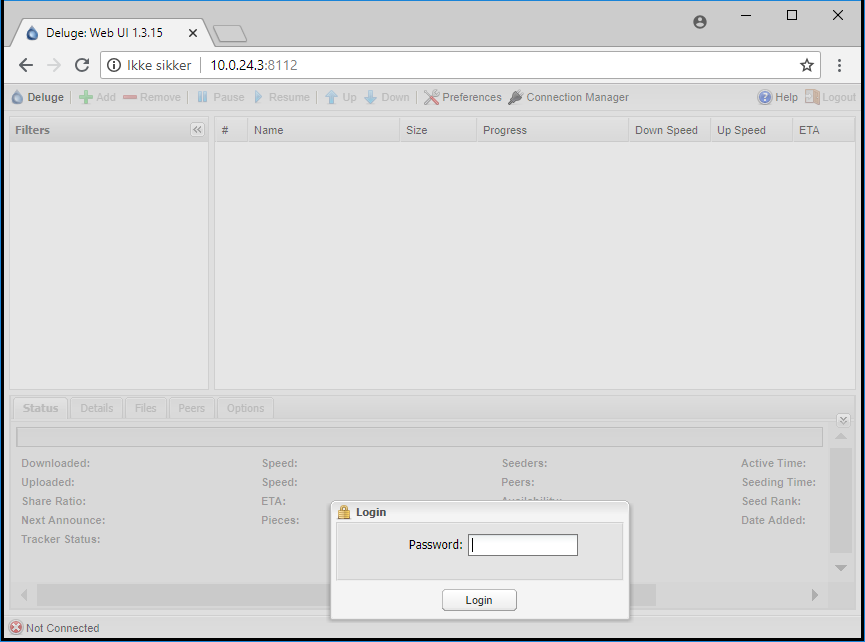 Deluge: Web UI 1.3.15
Ikke sikker 10.0.24.3:8112
Deluge Add Remove Pause Resume Up Down Preferences Connection Manager Help Logout
Filters # Name Size Progress Down Speed Up Speed ETA
Status Details Files Peers Options
Downloaded: Speed: Seeders: Active Time:
Uploaded: Speed: Peers: Seeding Time:
Share Ratio: ETA: Availability: Seed Rank:
Next Announce: Pieces: Date Added:
Tracker Status:
Login
Password:
Login
Not Connected